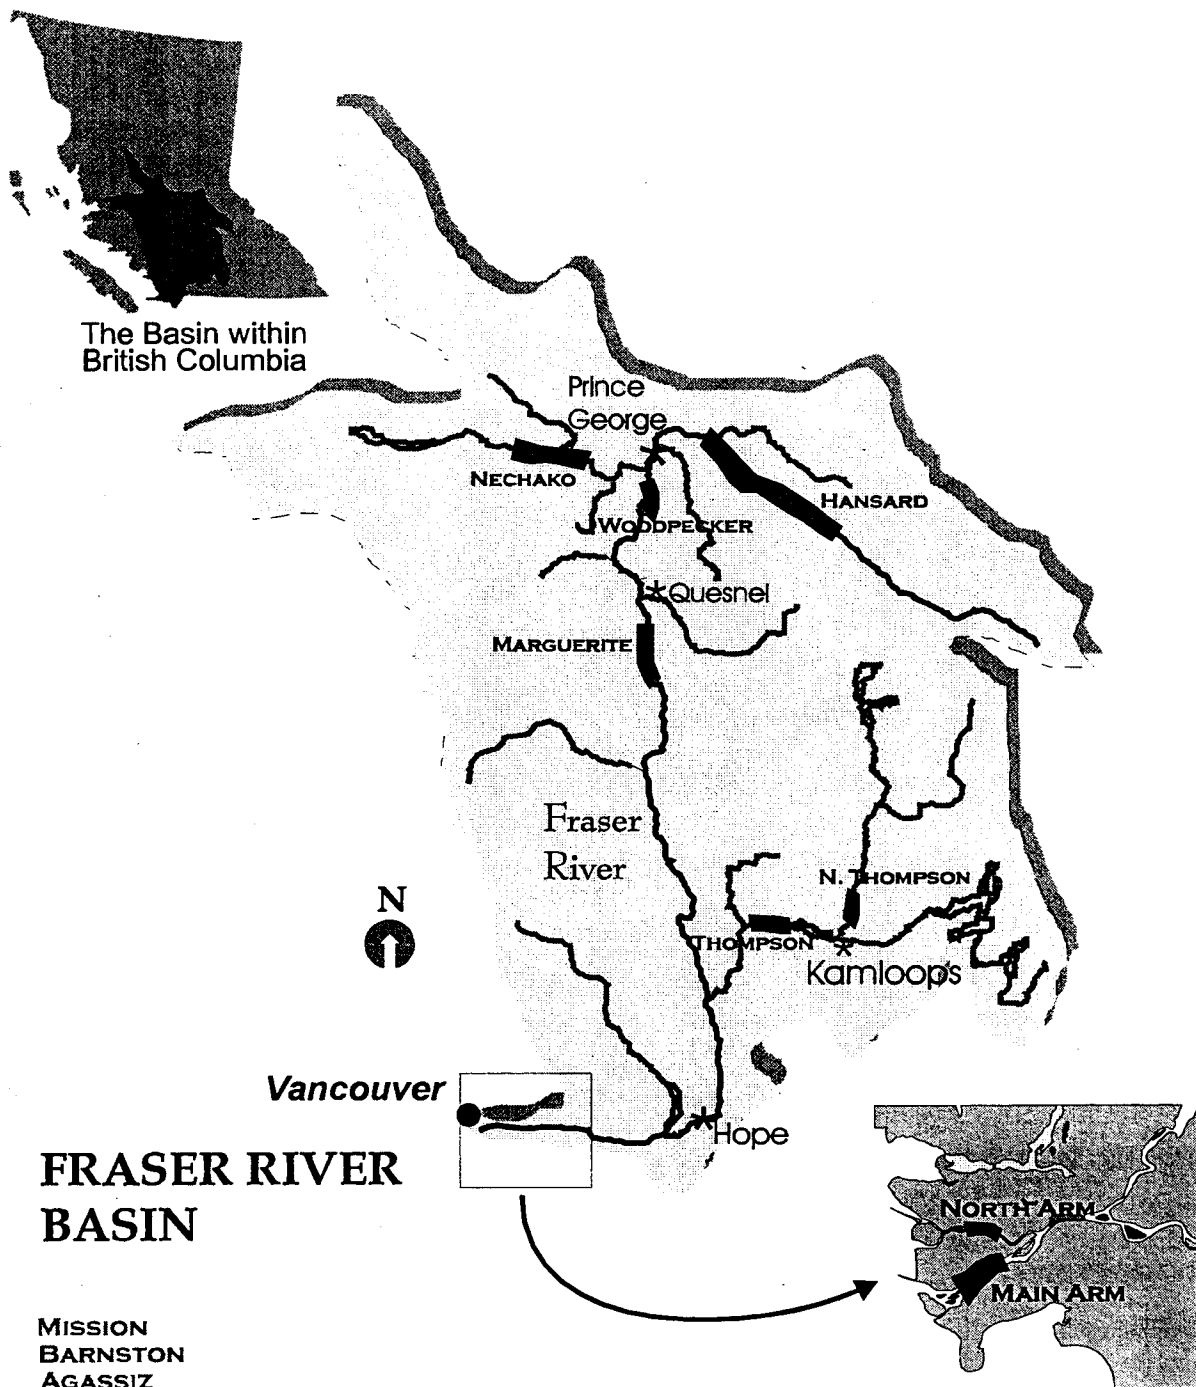 The Basin within
British Columbia
Prince
George
NECHAKO
HANSARD
WOODPECKER
Quesnel
MARGUERITE
Fraser
River
N. THOMPSON
N
THOMPSON
Kamloops
Vancouver
Hope
FRASER RIVER
BASIN
NORTH ARM
MAIN ARM
MISSION
BARNSTON
AGASSIZ